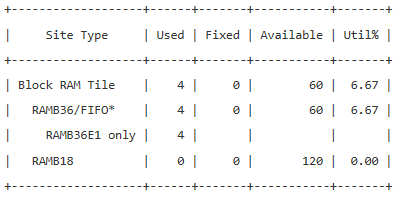 +-------------------+------+-------+-----------+-------+
|     Site Type     | Used | Fixed | Available | Util% |
+-------------------+------+-------+-----------+-------+
| Block RAM Tile    |    4 |     0 |        60 |  6.67 |
|   RAMB36/FIFO*    |    4 |     0 |        60 |  6.67 |
|     RAMB36E1 only |    4 |       |           |       |
|   RAMB18          |    0 |     0 |       120 |  0.00 |
+-------------------+------+-------+-----------+-------+